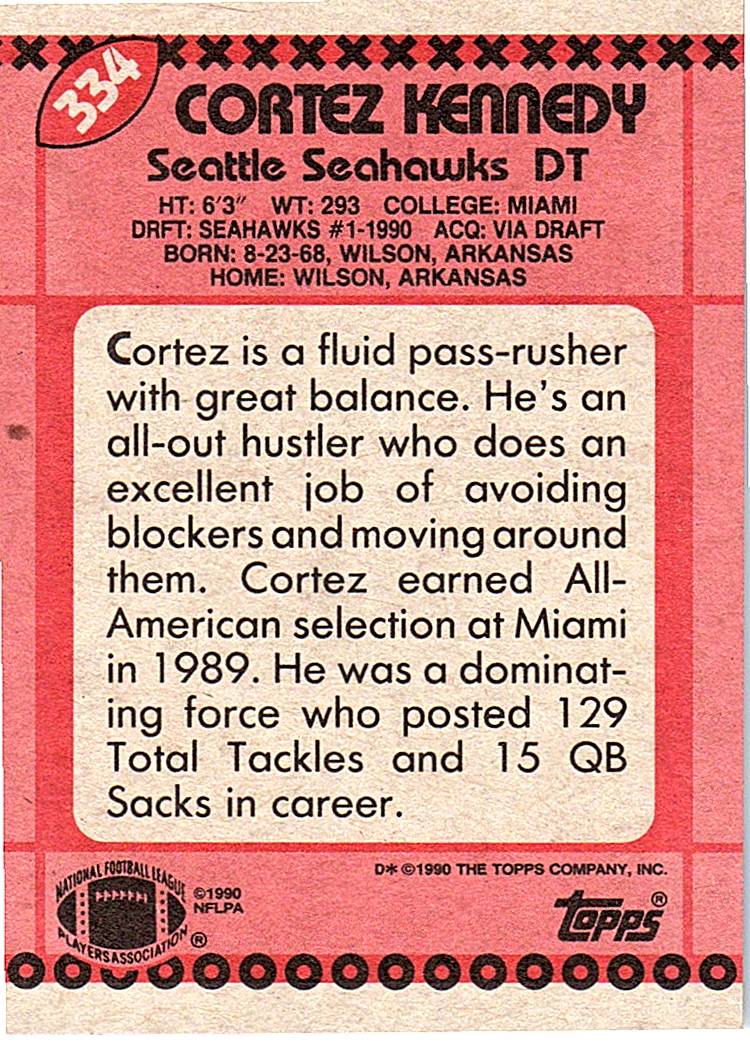 334
CORTEZ KENNEDY
Seattle Seahawks DT
HT: 6'3" WT: 293 COLLEGE: MIAMI
DRFT: SEAHAWKS #1-1990 ACQ: VIA DRAFT
BORN: 8-23-68, WILSON, ARKANSAS
HOME: WILSON, ARKANSAS
Cortez is a fluid pass-rusher
with great balance. He's an
all-out hustler who does an
excellent job of avoiding
blockers and moving around
them. Cortez earned All-
American selection at Miami
in 1989. He was a dominat-
ing force who posted 129
Total Tackles and 15 QB
Sacks in career.
D* ©1990 THE TOPPS COMPANY, INC.
NATIONAL FOOTBALL LEAGUE
PLAYERS ASSOCIATION ®
©1990
NFLPA
topps®